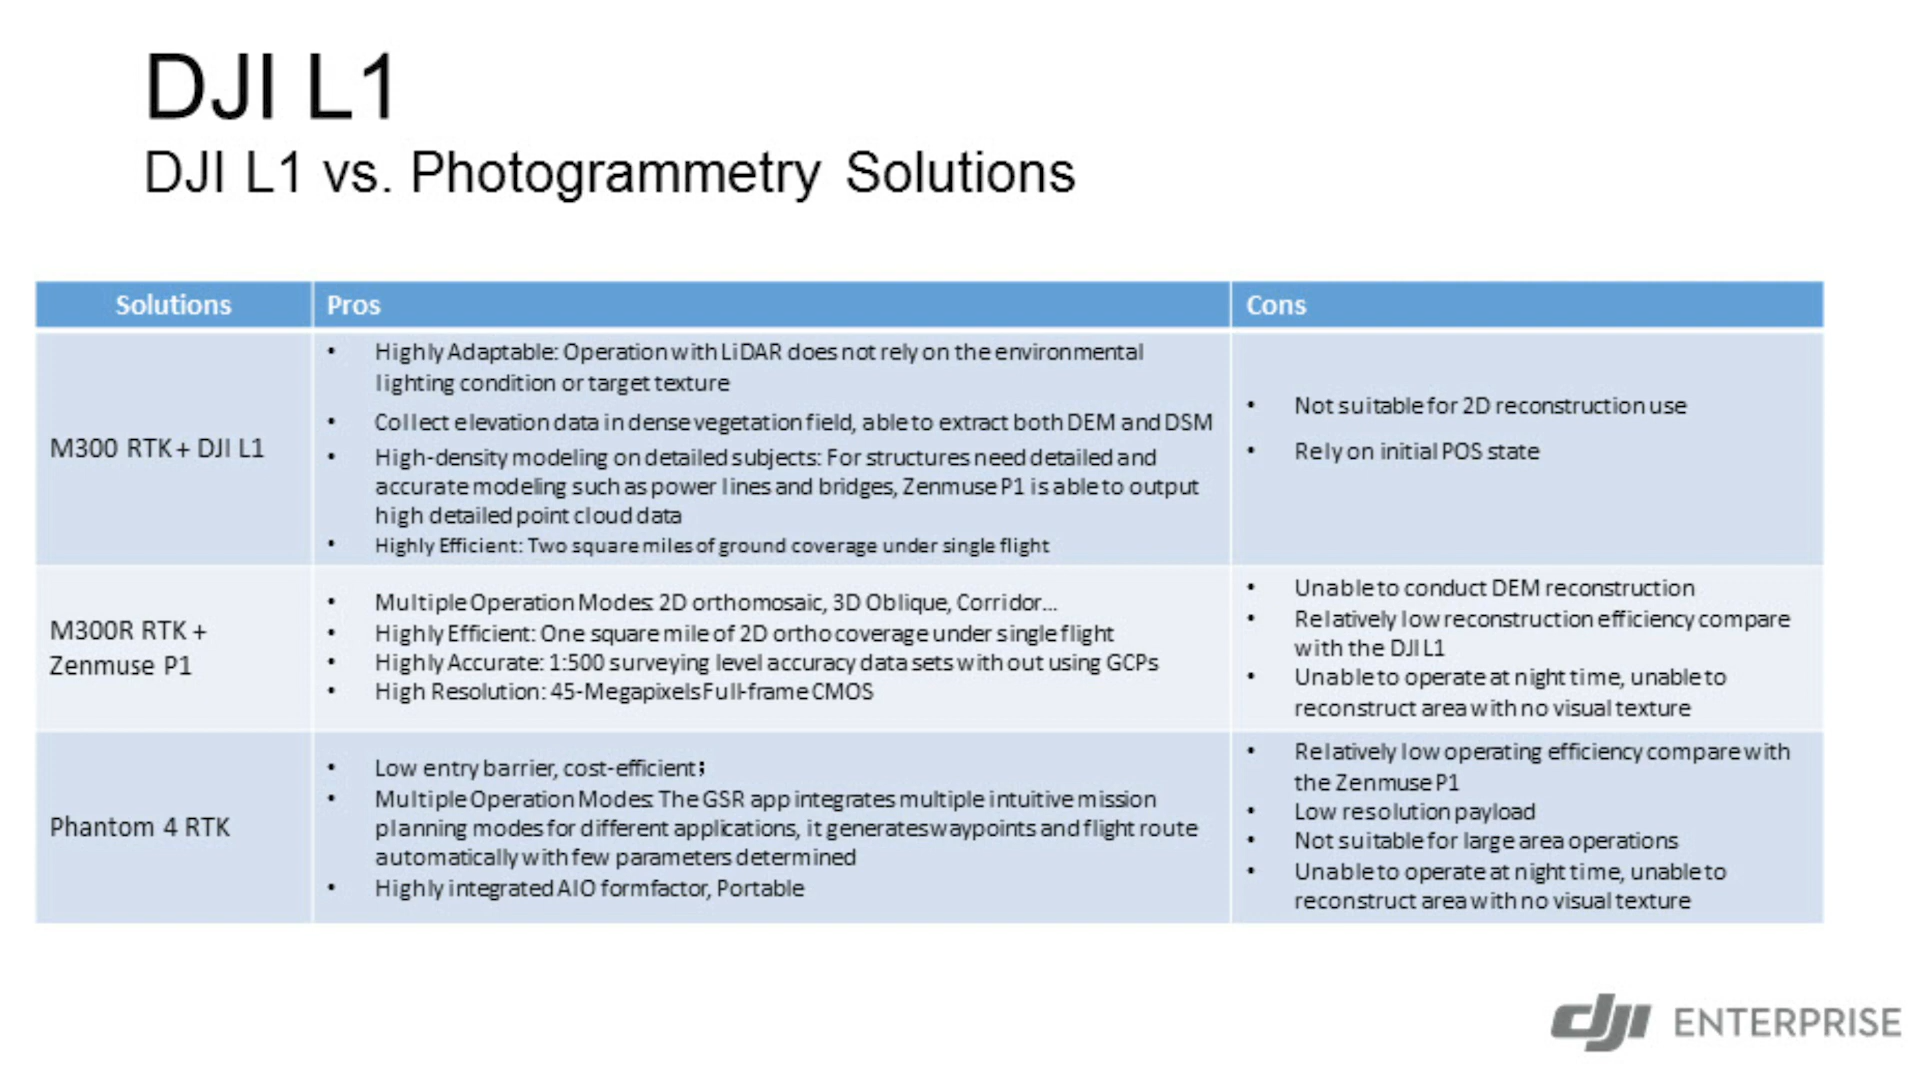 DJI L1
DJI L1 vs. Photogrammetry Solutions
Solutions
Pros
Cons
M300 RTK + DJI L1
• Highly Adaptable: Operation with LiDAR does not rely on the environmental
lighting condition or target texture
• Collect elevation data in dense vegetation field, able to extract both DEM and DSM
• High-density modeling on detailed subjects: For structures need detailed and
accurate modeling such as power lines and bridges, Zenmuse P1 is able to output
high detailed point cloud data
• Highly Efficient: Two square miles of ground coverage under single flight
• Not suitable for 2D reconstruction use
• Rely on initial POS state
M300R RTK +
Zenmuse P1
• Multiple Operation Modes: 2D orthomosaic, 3D Oblique, Corridor...
• Highly Efficient: One square mile of 2D ortho coverage under single flight
• Highly Accurate: 1:500 surveying level accuracy data sets with out using GCPs
• High Resolution: 45-Megapixels Full-frame CMOS
• Unable to conduct DEM reconstruction
• Relatively low reconstruction efficiency compare
with the DJI L1
• Unable to operate at night time, unable to
reconstruct area with no visual texture
Phantom 4 RTK
• Low entry barrier, cost-efficient；
• Multiple Operation Modes: The GSR app integrates multiple intuitive mission
planning modes for different applications, it generates waypoints and flight route
automatically with few parameters determined
• Highly integrated AIO formfactor, Portable
• Relatively low operating efficiency compare with
the Zenmuse P1
• Low resolution payload
• Not suitable for large area operations
• Unable to operate at night time, unable to
reconstruct area with no visual texture
dji ENTERPRISE